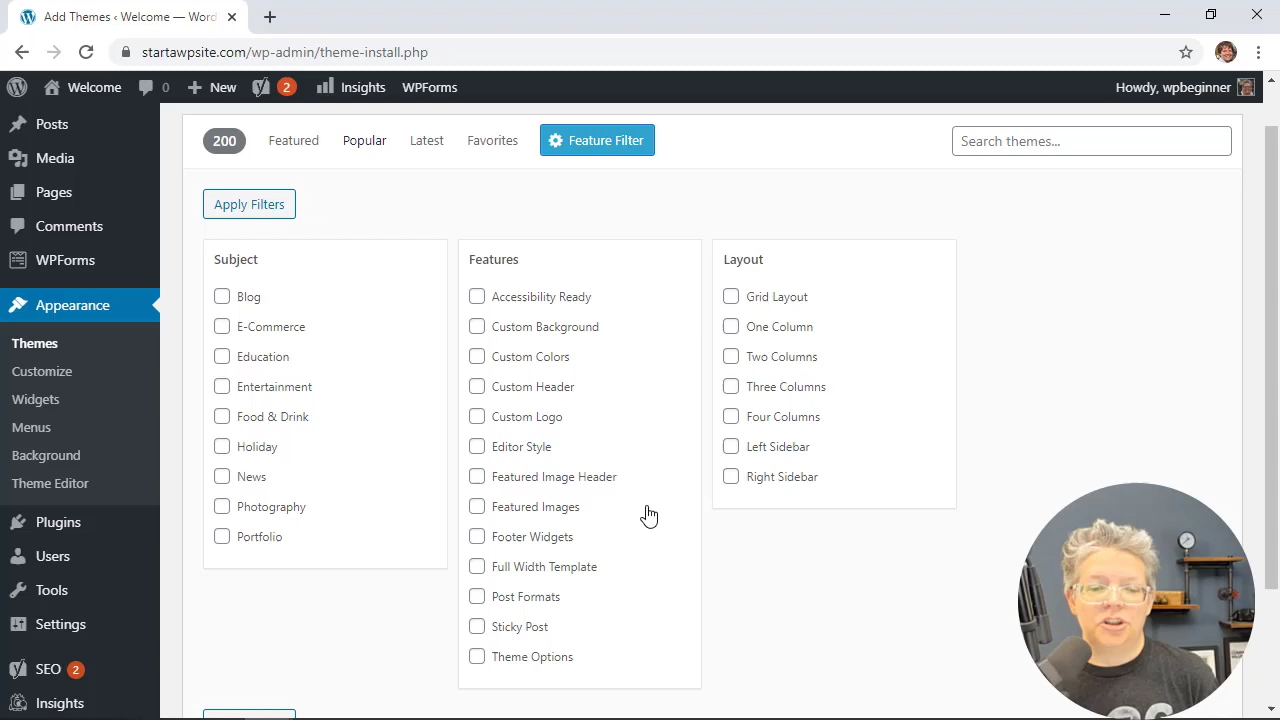 Add Themes ‹ Welcome — Wor
startawpsite.com/wp-admin/theme-install.php
Welcome 0 New 2 Insights WPForms Howdy, wpbeginner
Posts
Media
Pages
Comments
WPForms
Appearance
Themes
Customize
Widgets
Menus
Background
Theme Editor
Plugins
Users
Tools
Settings
SEO 2
Insights
200 Featured Popular Latest Favorites Feature Filter Search themes...
Apply Filters
Subject
Blog
E-Commerce
Education
Entertainment
Food & Drink
Holiday
News
Photography
Portfolio
Features
Accessibility Ready
Custom Background
Custom Colors
Custom Header
Custom Logo
Editor Style
Featured Image Header
Featured Images
Footer Widgets
Full Width Template
Post Formats
Sticky Post
Theme Options
Layout
Grid Layout
One Column
Two Columns
Three Columns
Four Columns
Left Sidebar
Right Sidebar